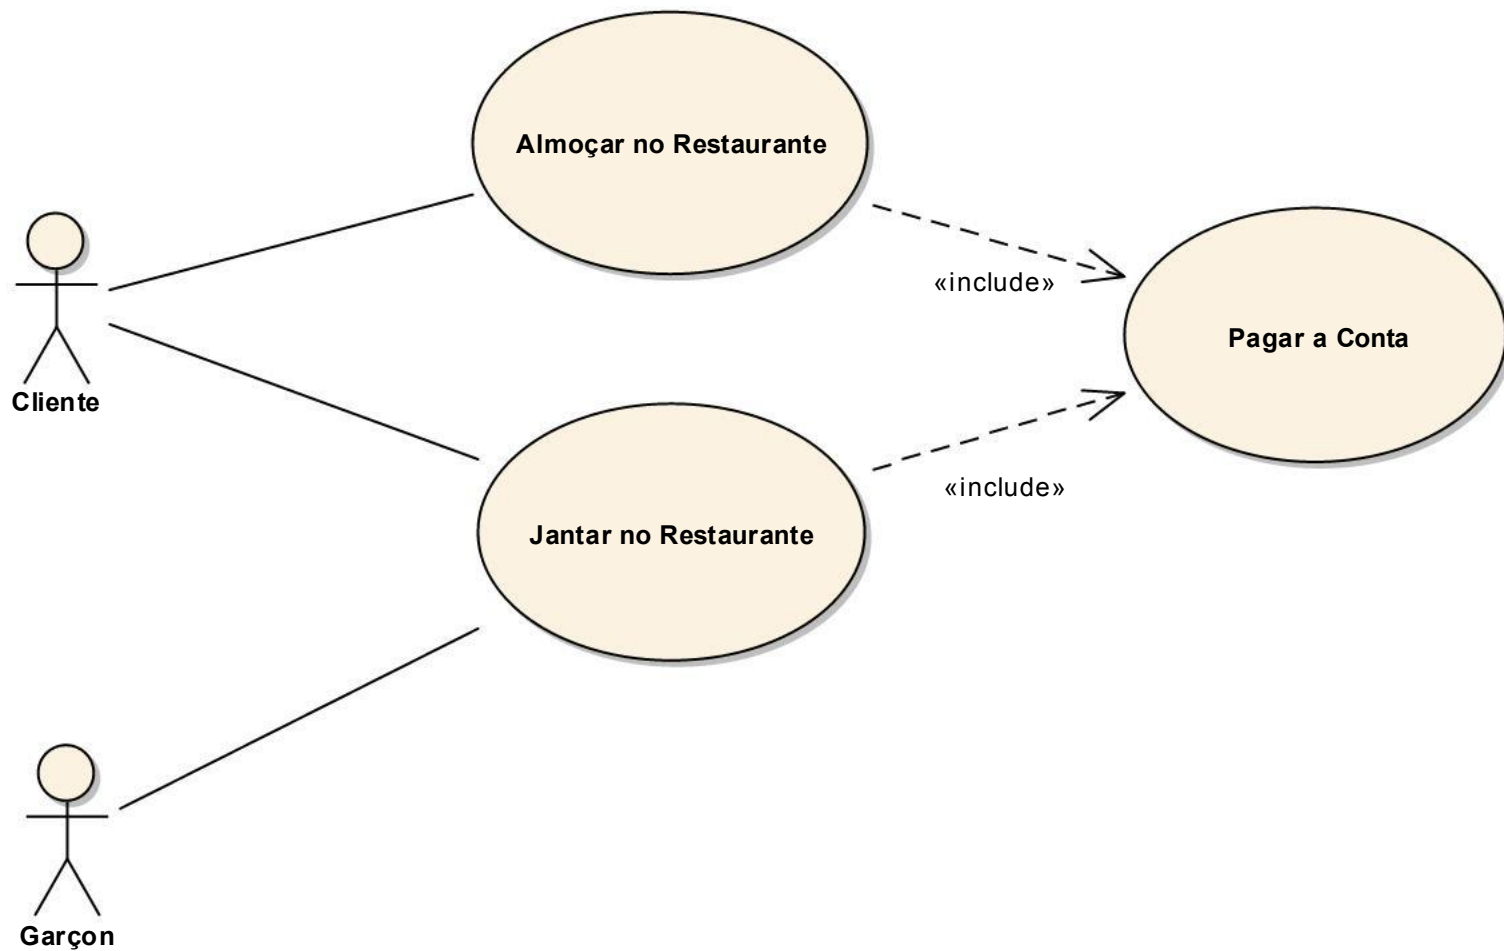 Almoçar no Restaurante
«include»
Pagar a Conta
Cliente
«include»
Jantar no Restaurante
Garçon